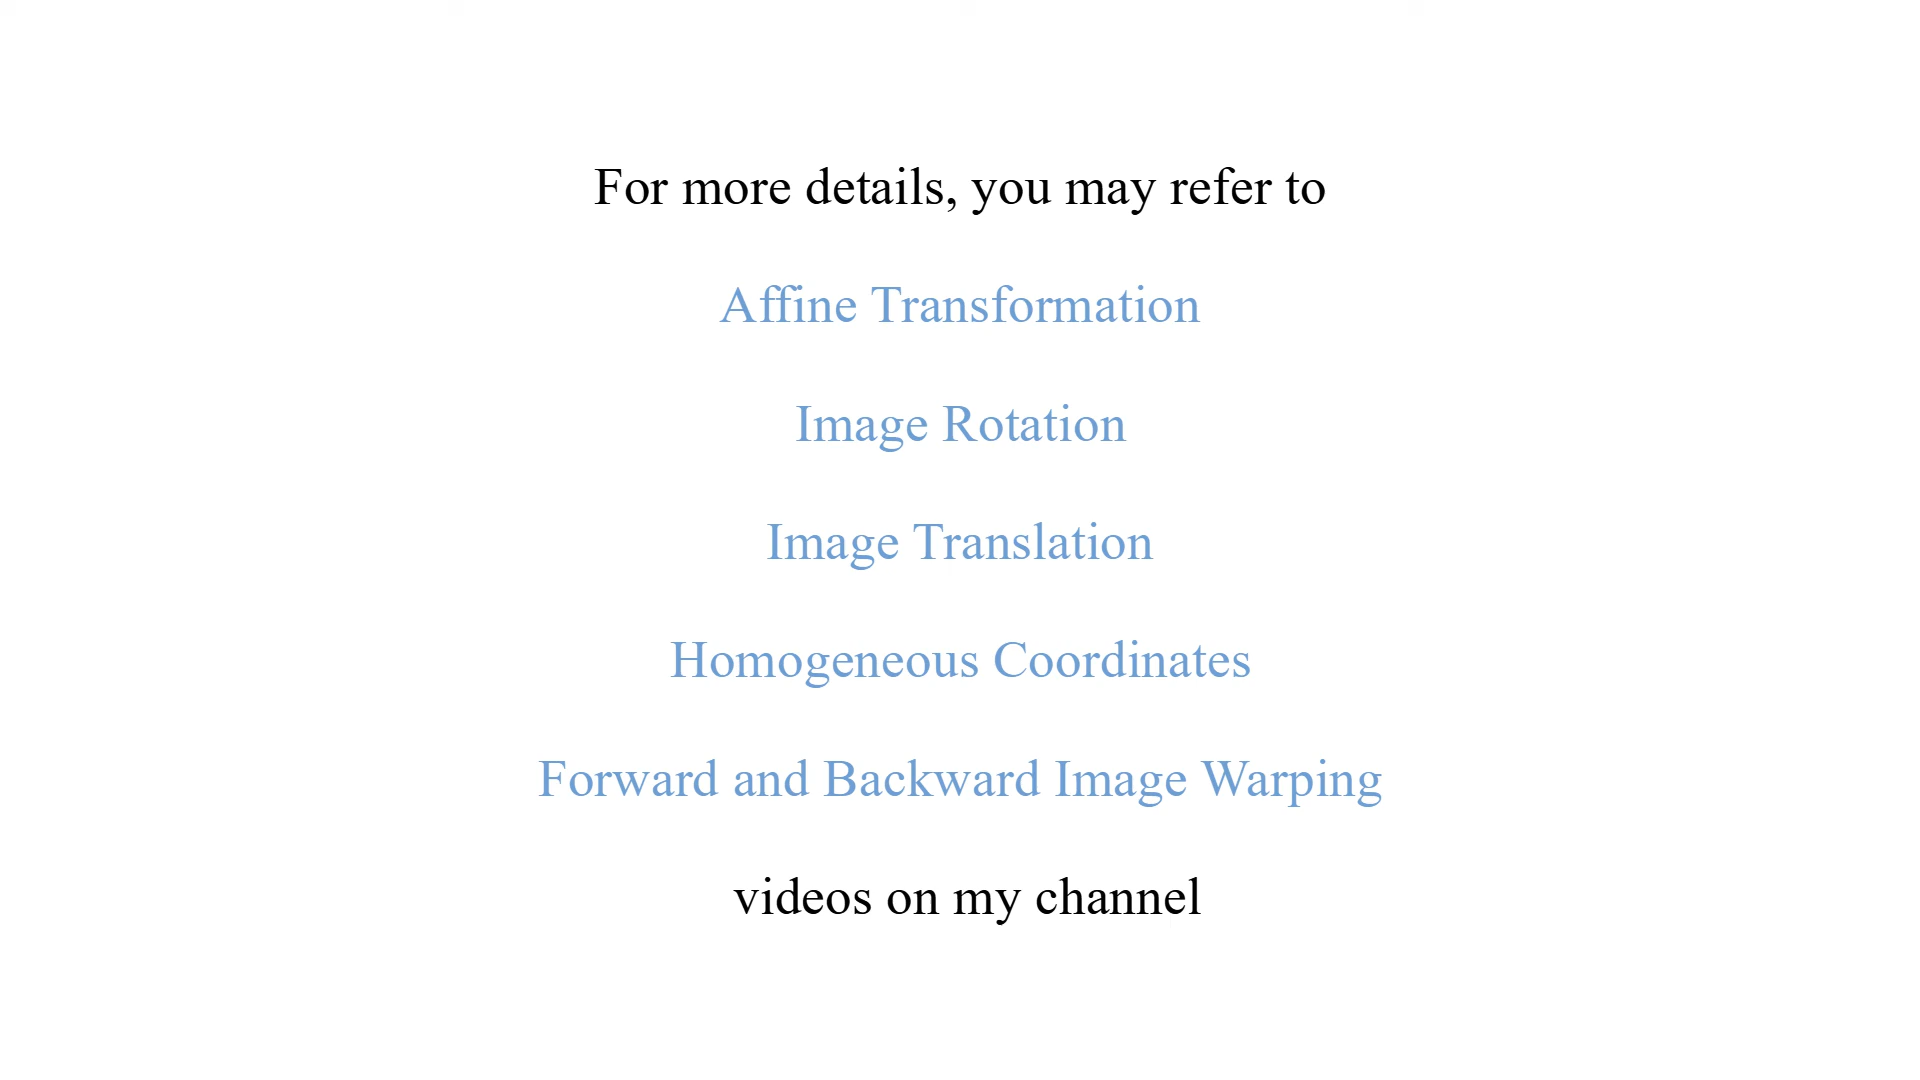 For more details, you may refer to
Affine Transformation
Image Rotation
Image Translation
Homogeneous Coordinates
Forward and Backward Image Warping
videos on my channel